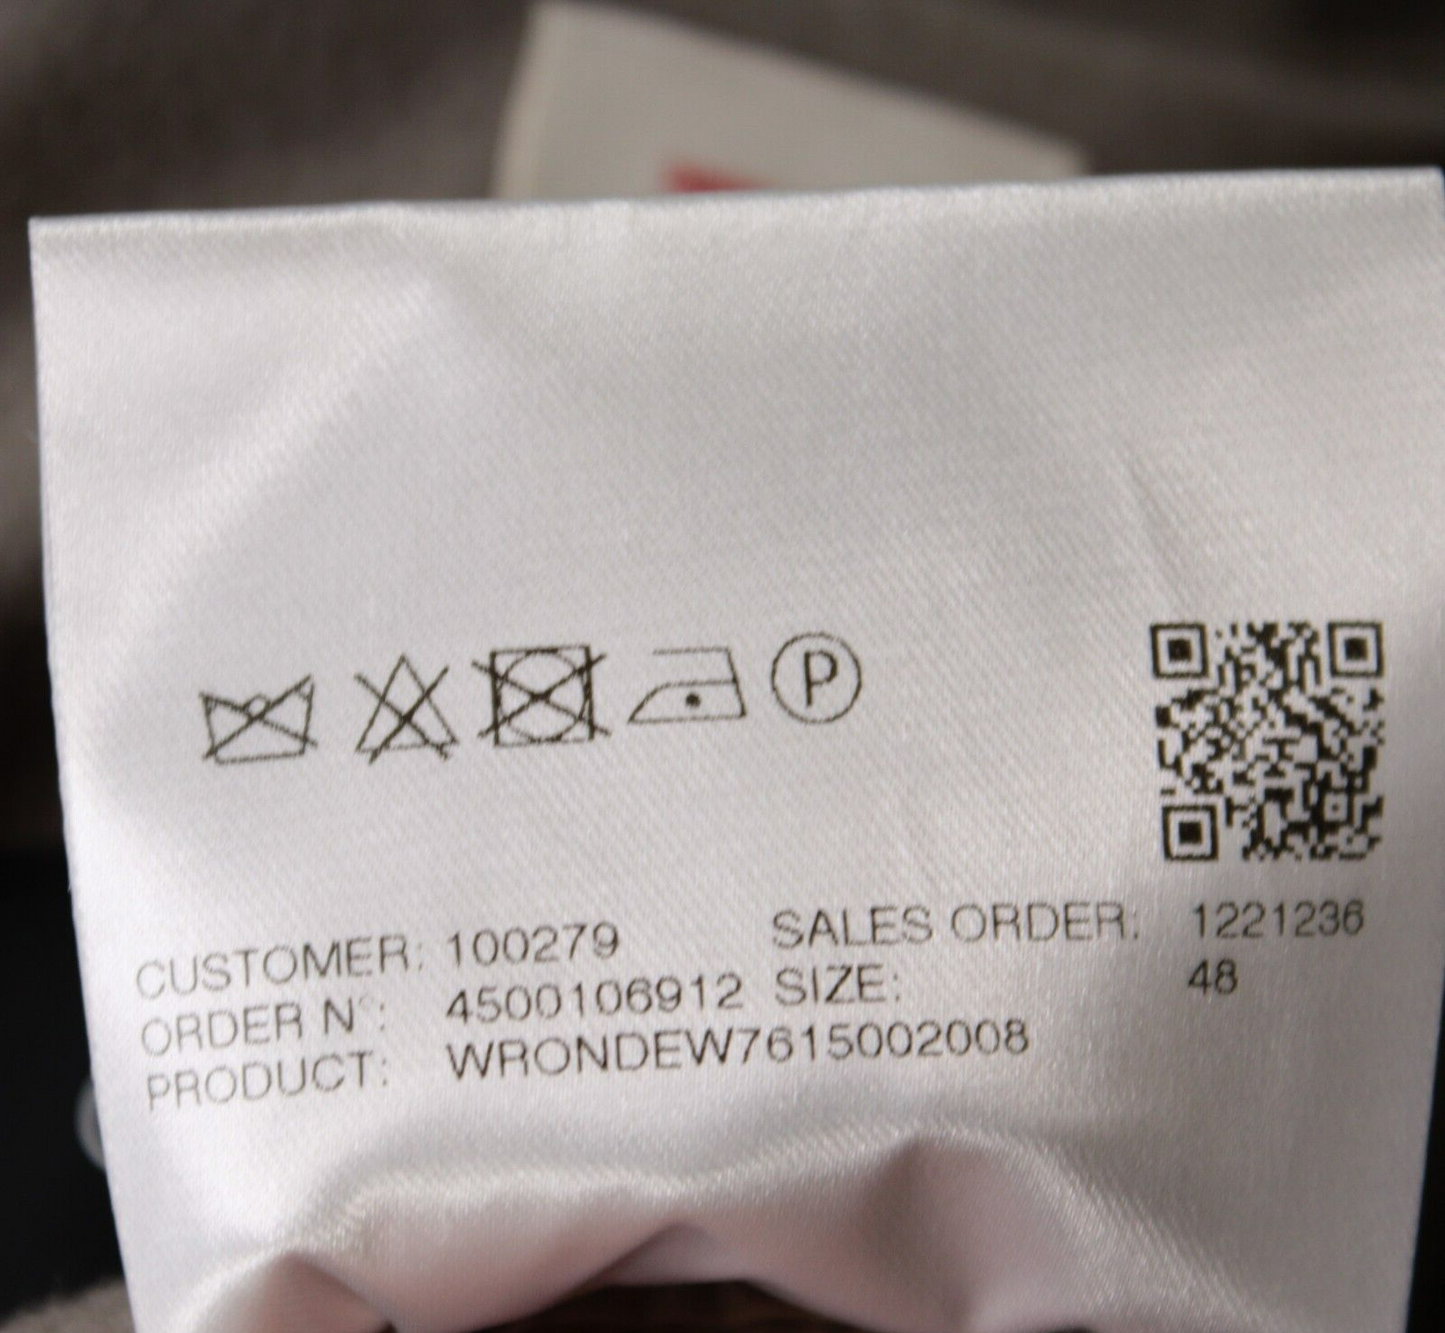 P
CUSTOMER: 100279 SALES ORDER: 1221236
ORDER N°: 4500106912 SIZE: 48
PRODUCT: WRONDEW7615002008